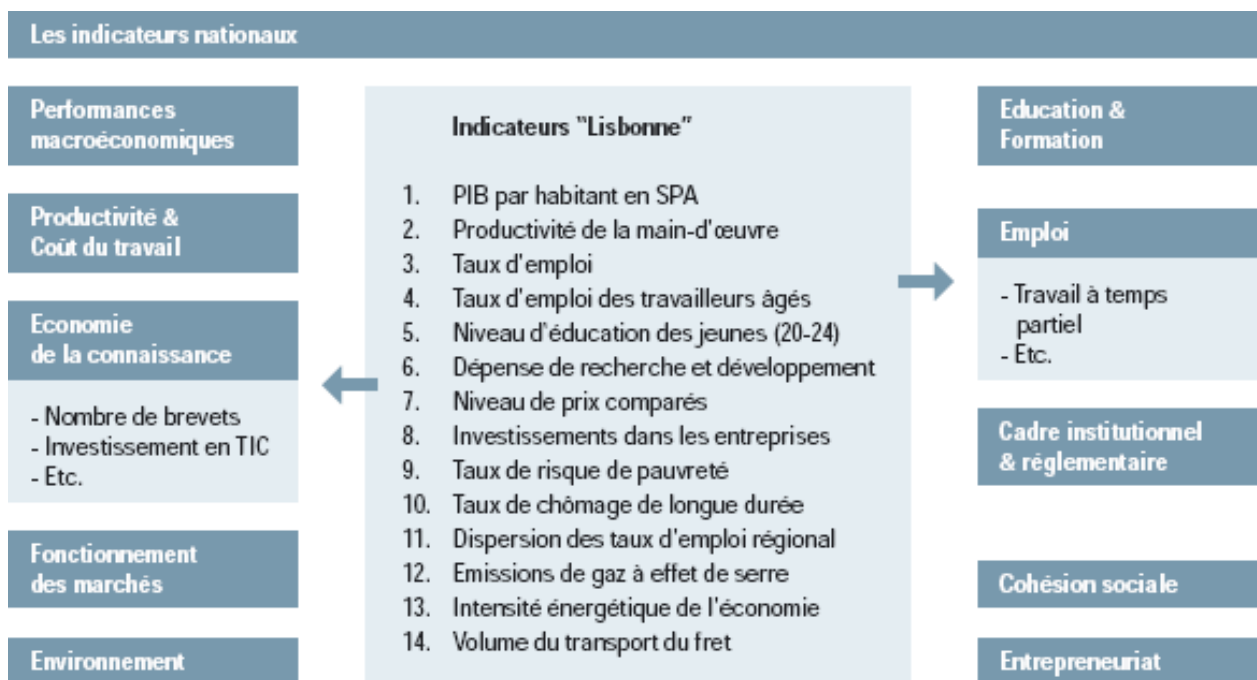 Les indicateurs nationaux
Performances
macroéconomiques
Productivité &
Coût du travail
Economie
de la connaissance
- Nombre de brevets
- Investissement en TIC
- Etc.
Fonctionnement
des marchés
Environnement
Indicateurs "Lisbonne"
1. PIB par habitant en SPA
2. Productivité de la main-d'œuvre
3. Taux d'emploi
4. Taux d'emploi des travailleurs âgés
5. Niveau d'éducation des jeunes (20-24)
6. Dépense de recherche et développement
7. Niveau de prix comparés
8. Investissements dans les entreprises
9. Taux de risque de pauvreté
10. Taux de chômage de longue durée
11. Dispersion des taux d'emploi régional
12. Emissions de gaz à effet de serre
13. Intensité énergétique de l'économie
14. Volume du transport du fret
Education &
Formation
Emploi
- Travail à temps
partiel
- Etc.
Cadre institutionnel
& réglementaire
Cohésion sociale
Entrepreneuriat